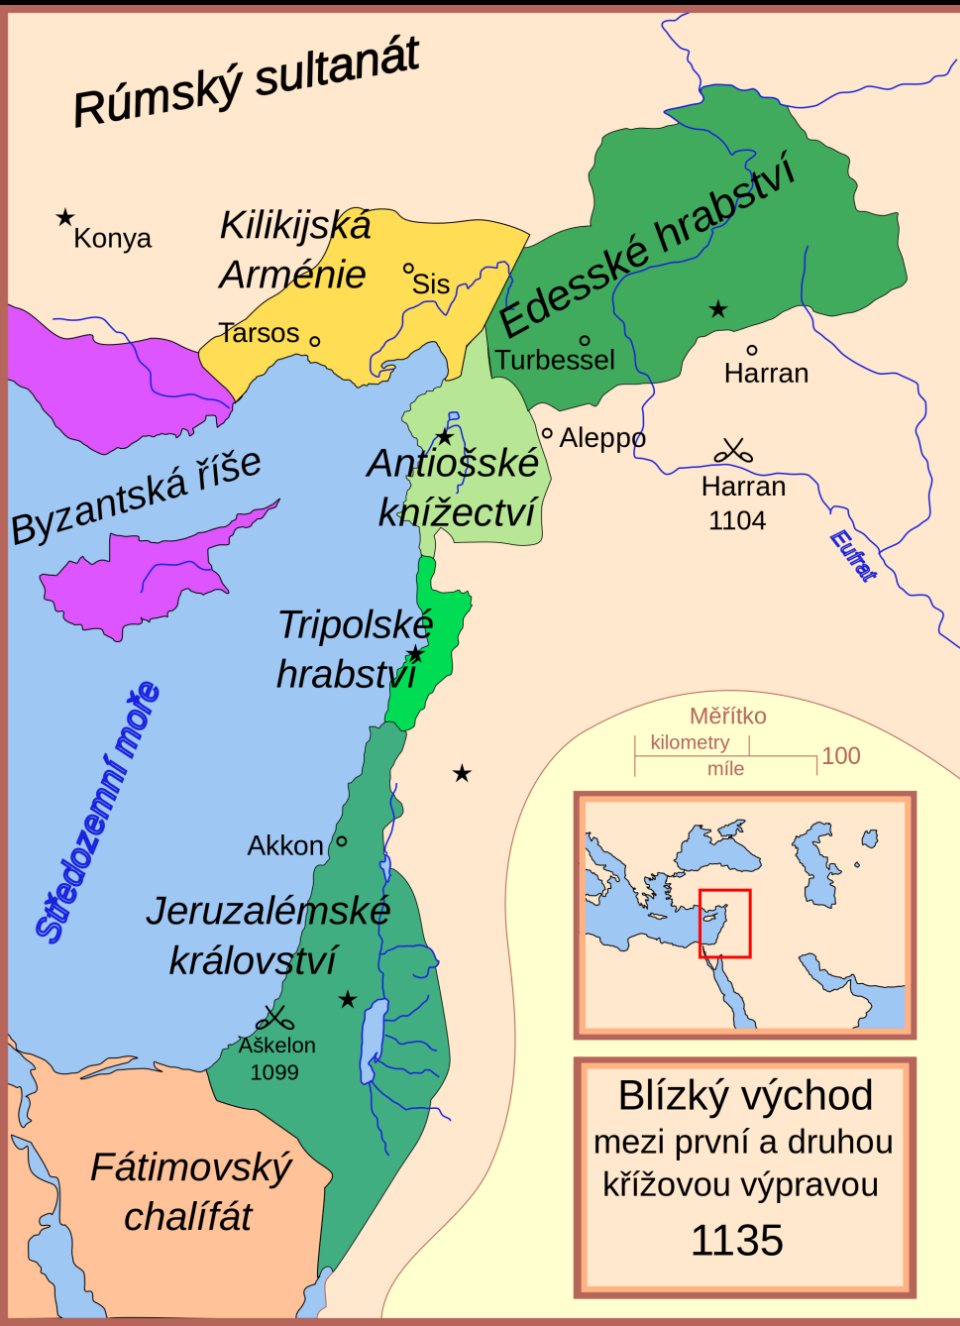 Rúmský sultanát
Konya
Kilikijská
Arménie
Sis
Tarsos
Edesské hrabství
Turbessel
Harran
Aleppo
Harran
1104
Eufrat
Antiošské
knížectví
Byzantská říše
Tripolské
hrabství
Středozemní moře
Měřítko
kilometry
míle
100
Akkon
Jeruzalémské
království
Aškelon
1099
Fátimovský
chalífát
Blízký východ
mezi první a druhou
křížovou výpravou
1135